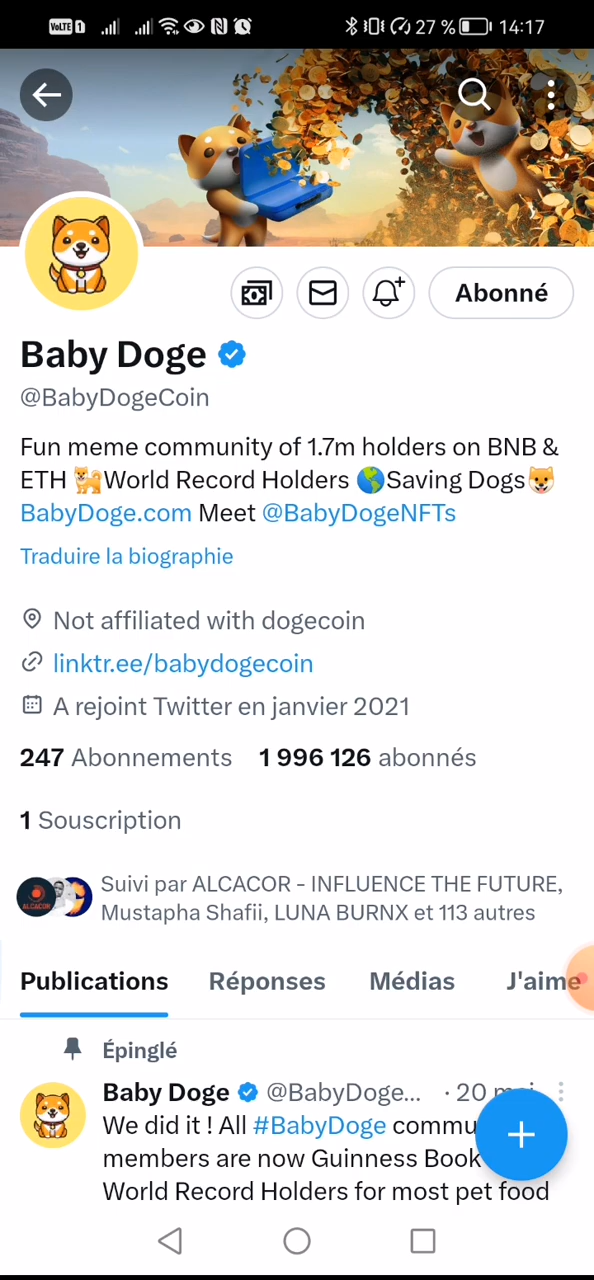 VoLTE 1 27 % 14:17
Abonné
Baby Doge
@BabyDogeCoin
Fun meme community of 1.7m holders on BNB &
ETH 🐕World Record Holders 🌎Saving Dogs🐶
BabyDoge.com Meet @BabyDogeNFTs
Traduire la biographie
Not affiliated with dogecoin
linktr.ee/babydogecoin
A rejoint Twitter en janvier 2021
247 Abonnements 1 996 126 abonnés
1 Souscription
Suivi par ALCACOR - INFLUENCE THE FUTURE,
Mustapha Shafii, LUNA BURNX et 113 autres
Publications Réponses Médias J'aime
Épinglé
Baby Doge @BabyDoge... · 20
We did it ! All #BabyDoge commu
members are now Guinness Book
World Record Holders for most pet food